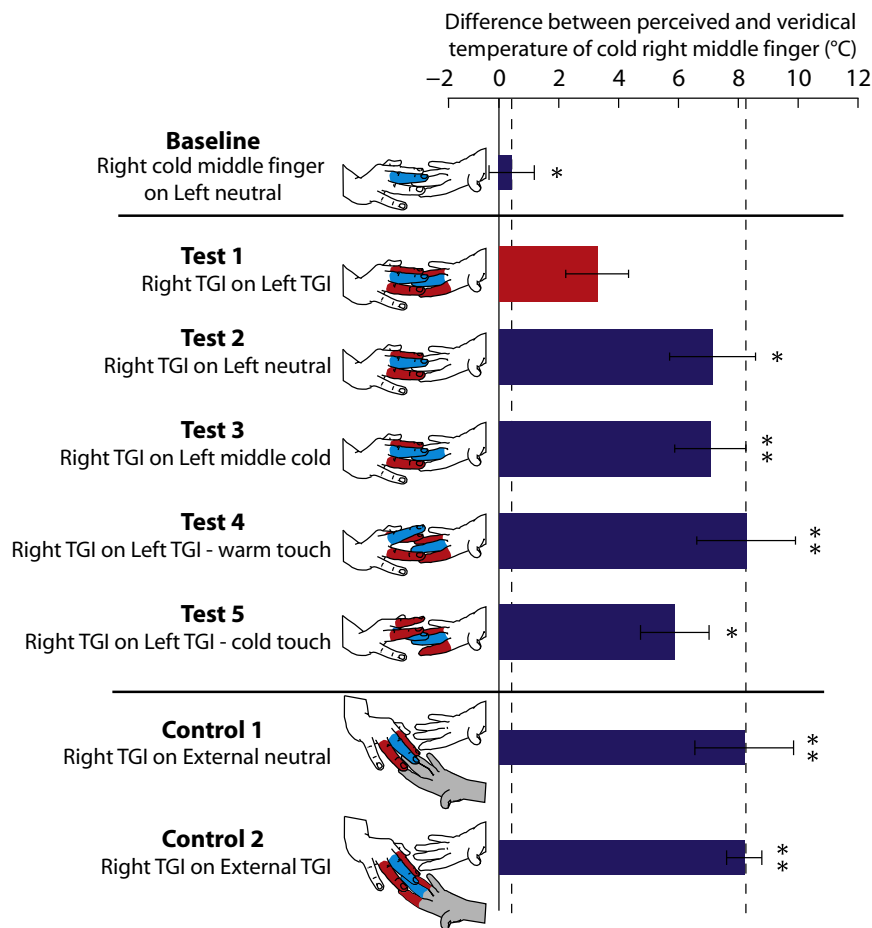 Difference between perceived and veridical
temperature of cold right middle finger (°C)
−2 0 2 4 6 8 10 12
Baseline
Right cold middle finger
on Left neutral
*
Test 1
Right TGI on Left TGI
Test 2
Right TGI on Left neutral
*
Test 3
Right TGI on Left middle cold
**
Test 4
Right TGI on Left TGI - warm touch
**
Test 5
Right TGI on Left TGI - cold touch
*
Control 1
Right TGI on External neutral
**
Control 2
Right TGI on External TGI
**